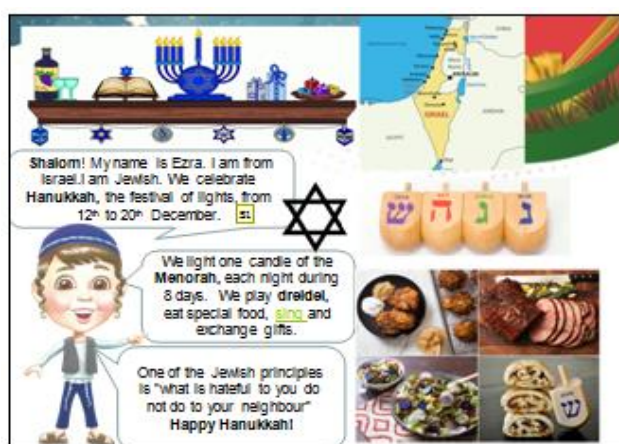 Shalom! My name is Ezra. I am from
Israel.I am Jewish. We celebrate
Hanukkah, the festival of lights, from
12th to 20th December.
We light one candle of the
Menorah, each night during
8 days. We play dreidel,
eat special food, sing and
exchange gifts.
One of the Jewish principles
is "what is hateful to you do
not do to your neighbour"
Happy Hanukkah!
ISRAEL
EGYPT
ש ה נ ג